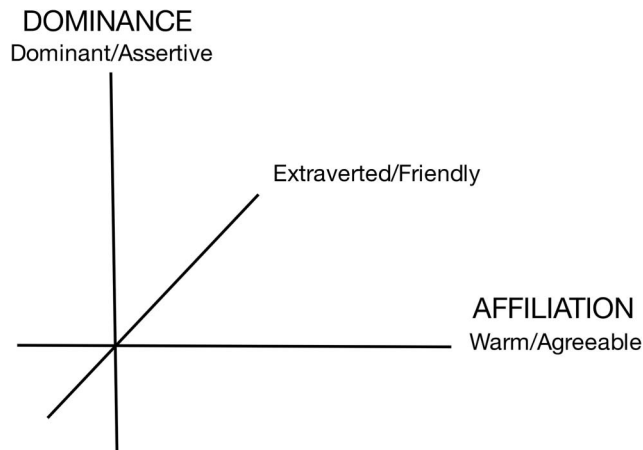 DOMINANCE
Dominant/Assertive
Extraverted/Friendly
AFFILIATION
Warm/Agreeable